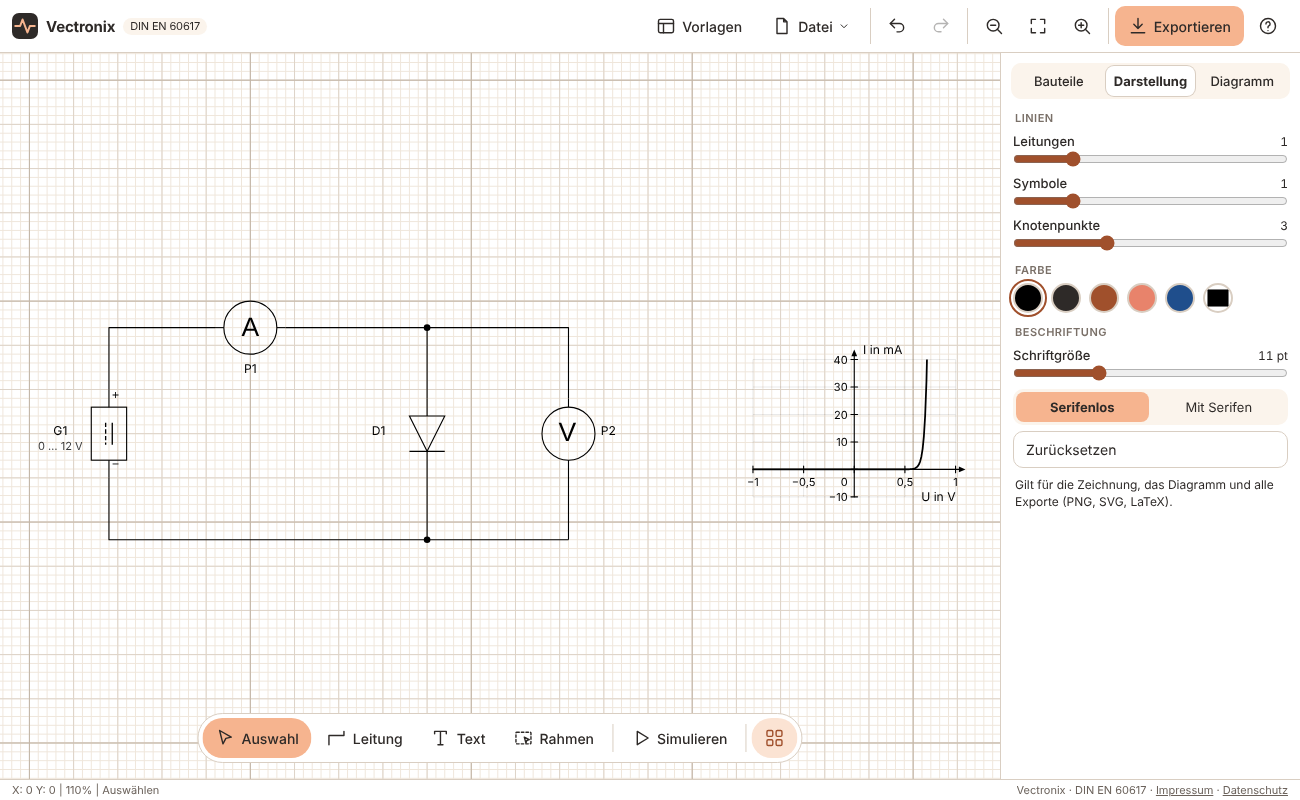 Vectronix DIN EN 60617 Vorlagen Datei Exportieren
Bauteile Darstellung Diagramm
LINIEN
Leitungen 1
Symbole 1
Knotenpunkte 3
FARBE
BESCHRIFTUNG
Schriftgröße 11 pt
Serifenlos Mit Serifen
Zurücksetzen
Gilt für die Zeichnung, das Diagramm und alle
Exporte (PNG, SVG, LaTeX).
A
P1
+
G1
0 … 12 V
−
D1
V
P2
I in mA
40
30
20
10
−1 −0,5 0 0,5 1
−10 U in V
Auswahl Leitung Text Rahmen Simulieren
X: 0 Y: 0 | 110% | Auswählen Vectronix · DIN EN 60617 · Impressum · Datenschutz